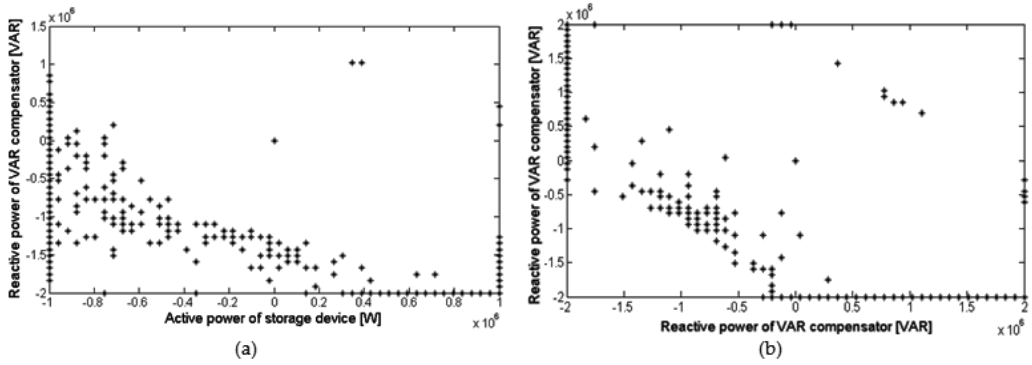 x 10^6
1.5
1
0.5
0
-0.5
-1
-1.5
-2
Reactive power of VAR compensator [VAR]
-1 -0.8 -0.6 -0.4 -0.2 0 0.2 0.4 0.6 0.8 1
x 10^6
Active power of storage device [W]
(a)
x 10^6
2
1.5
1
0.5
0
-0.5
-1
-1.5
-2
Reactive power of VAR compensator [VAR]
-2 -1.5 -1 -0.5 0 0.5 1 1.5 2
x 10^6
Reactive power of VAR compensator [VAR]
(b)